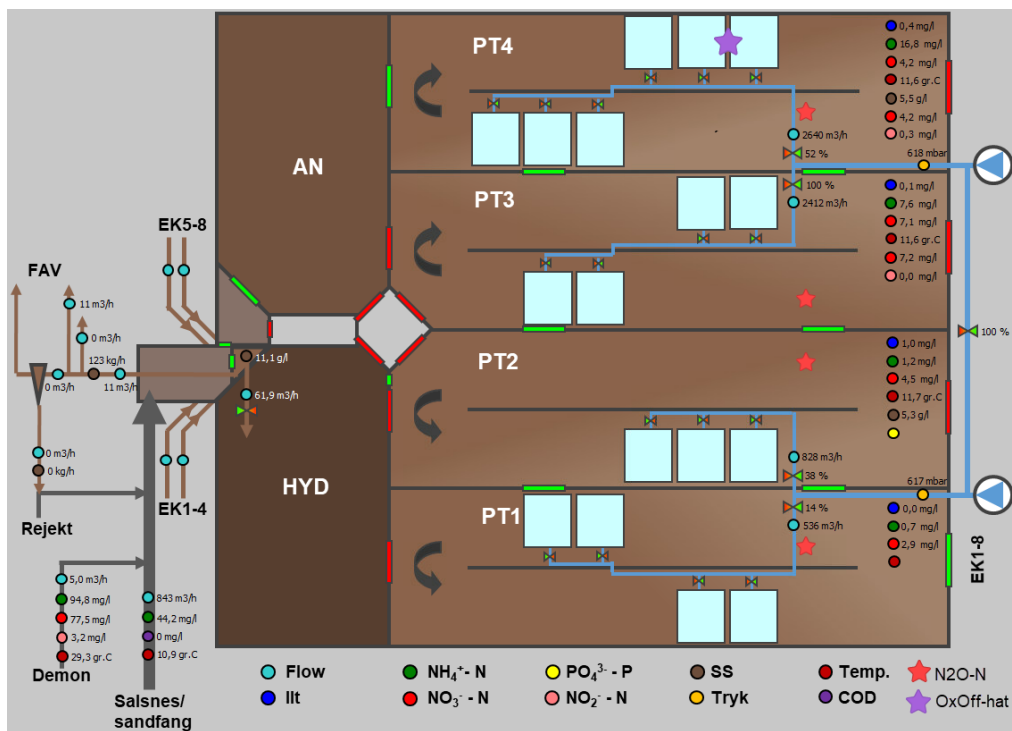 PT4
0,4 mg/l
16,8 mg/l
4,2 mg/l
11,6 gr.C
5,5 g/l
4,2 mg/l
0,3 mg/l
2640 m3/h
52 %
618 mbar
AN
PT3
100 %
2412 m3/h
0,1 mg/l
7,6 mg/l
7,1 mg/l
11,6 gr.C
7,2 mg/l
0,0 mg/l
EK5-8
FAV
11 m3/h
0 m3/h
123 kg/h
0 m3/h
11 m3/h
11,1 g/l
61,9 m3/h
100 %
PT2
1,0 mg/l
1,2 mg/l
4,5 mg/l
11,7 gr.C
5,3 g/l
828 m3/h
38 %
617 mbar
0 m3/h
0 kg/h
EK1-4
Rejekt
HYD
PT1
14 %
536 m3/h
0,0 mg/l
0,7 mg/l
2,9 mg/l
EK1-8
5,0 m3/h
94,8 mg/l
77,5 mg/l
3,2 mg/l
29,3 gr.C
Demon
843 m3/h
44,2 mg/l
0 mg/l
10,9 gr.C
Salsnes/
sandfang
Flow
NH₄⁺- N
PO₄³⁻ - P
SS
Temp.
N2O-N
Ilt
NO₃⁻ - N
NO₂⁻ - N
Tryk
COD
OxOff-hat